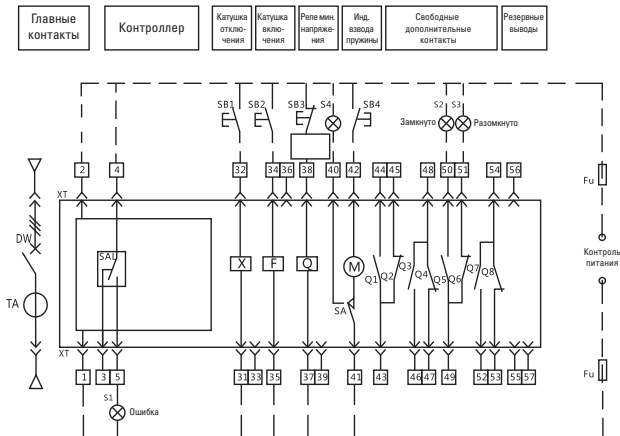 Главные
контакты
Контроллер
Катушка
отклю-
чения
Катушка
вклю-
чения
Реле мин.
напряже-
ния
Инд.
взвода
пружины
Свободные
дополнительные
контакты
Резервные
выводы
SB1 SB2 SB3 S4 SB4 S2 S3
Замкнуто Разомкнуто
2 4 32 34 36 38 40 42 44 45 48 50 51 54 56
Fu
XT
DW
SAL
X F Q M
Q1 Q2 Q3 Q4 Q5 Q6 Q7 Q8
Контроль
питания
TA
SA
XT
1 3 5 31 33 35 37 39 41 43 46 47 49 52 53 55 57
Fu
S1
Ошибка